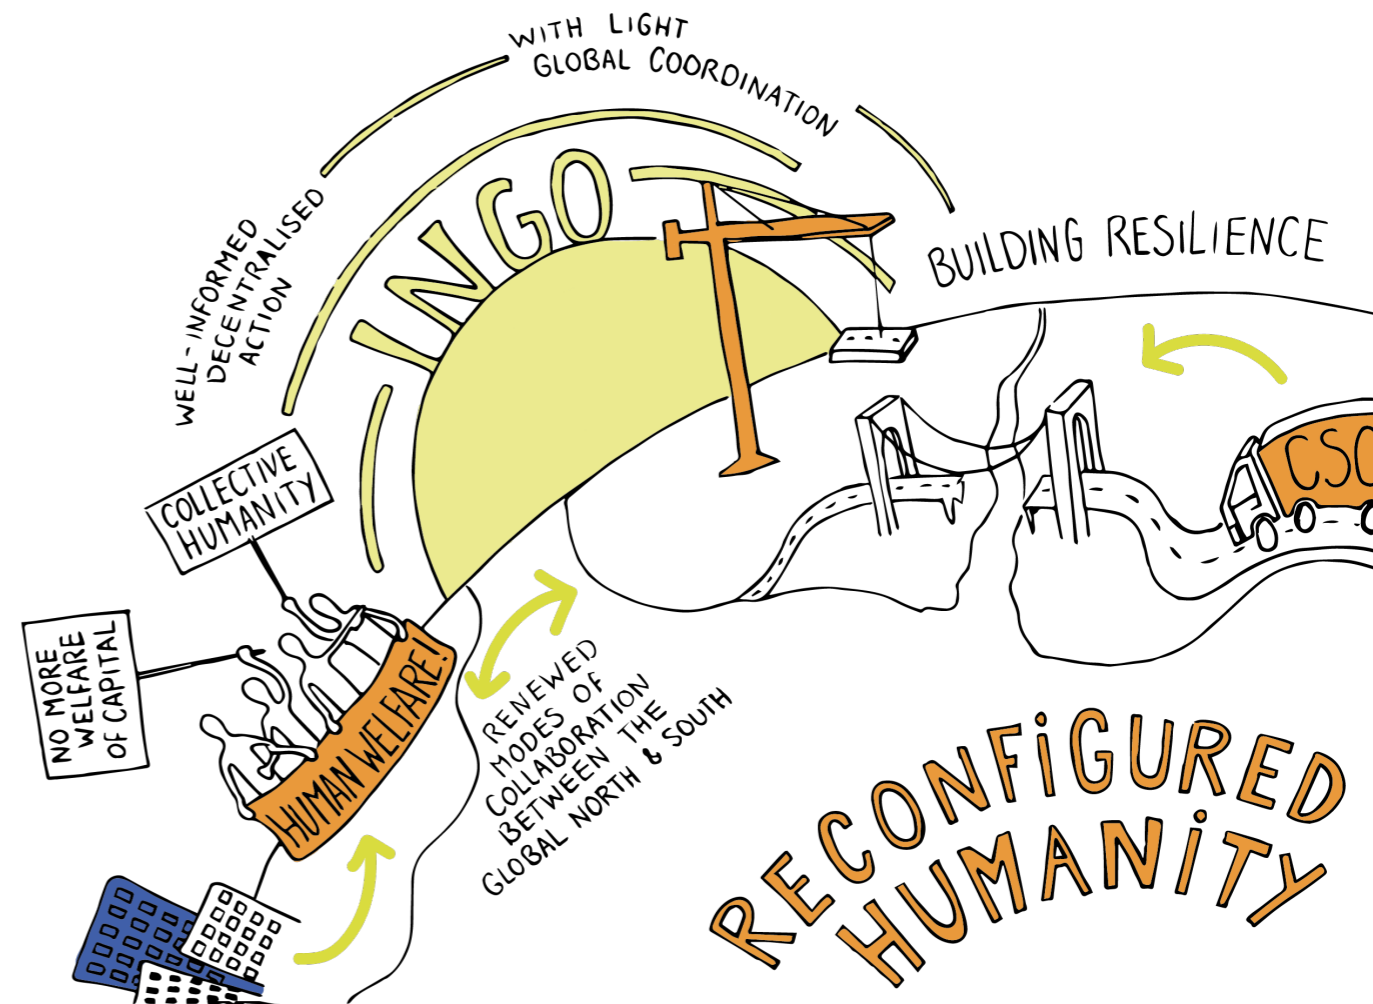 WITH LIGHT
GLOBAL COORDINATION
WELL-INFORMED
DECENTRALISED
ACTION
INGO
BUILDING RESILIENCE
CSO
COLLECTIVE
HUMANITY
NO MORE
WELFARE
OF CAPITAL
HUMAN WELFARE!
RENEWED
MODES OF
COLLABORATION
BETWEEN THE
GLOBAL NORTH & SOUTH
RECONFIGURED
HUMANITY